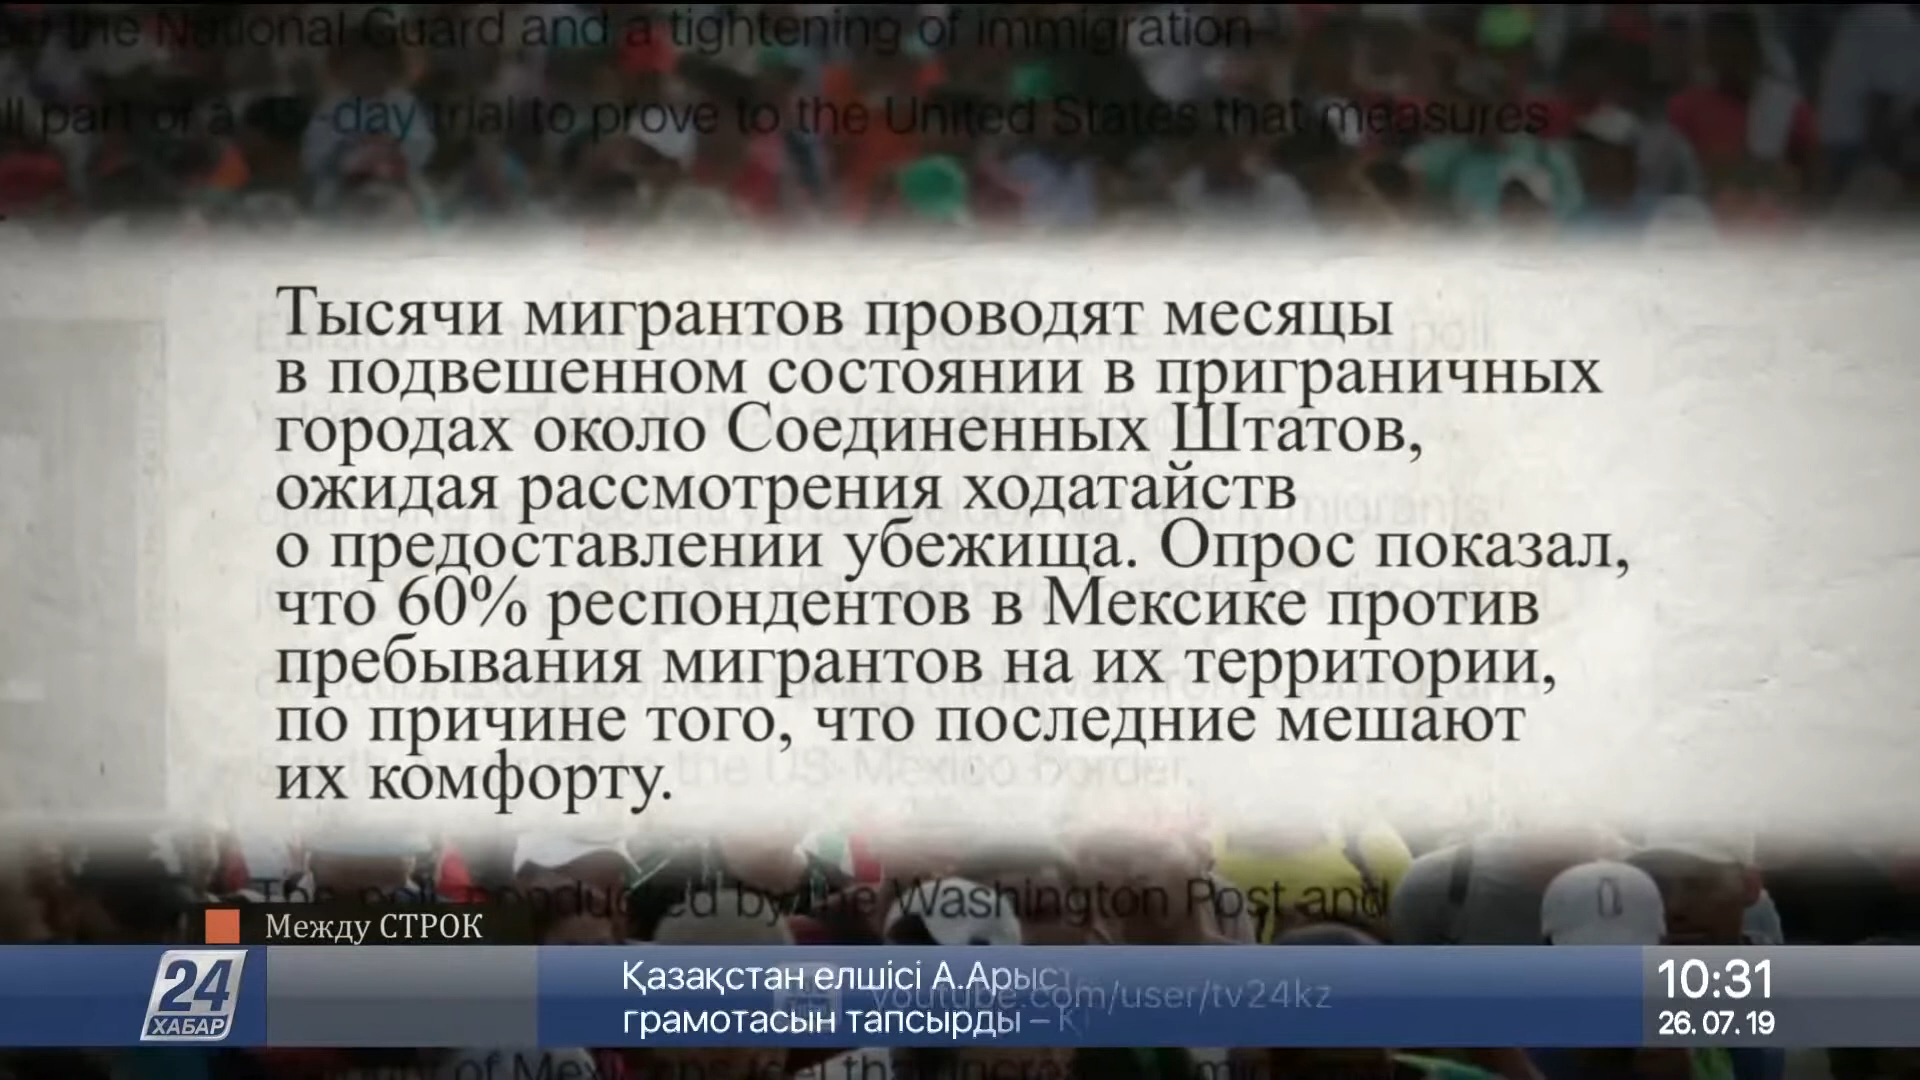 the National Guard and a tightening of immigration
part of a 45-day trial to prove to the United States that measures
Тысячи мигрантов проводят месяцы
в подвешенном состоянии в приграничных
городах около Соединенных Штатов,
ожидая рассмотрения ходатайств
о предоставлении убежища. Опрос показал,
что 60% респондентов в Мексике против
пребывания мигрантов на их территории,
по причине того, что последние мешают
их комфорту.
to the US-Mexico border.
The poll, conducted by the Washington Post and
Между СТРОК
24
ХАБАР
Қазақстан елшісі А.Арыст
грамотасын тапсырды – Қ
youtube.com/user/tv24kz
10:31
26.07.19